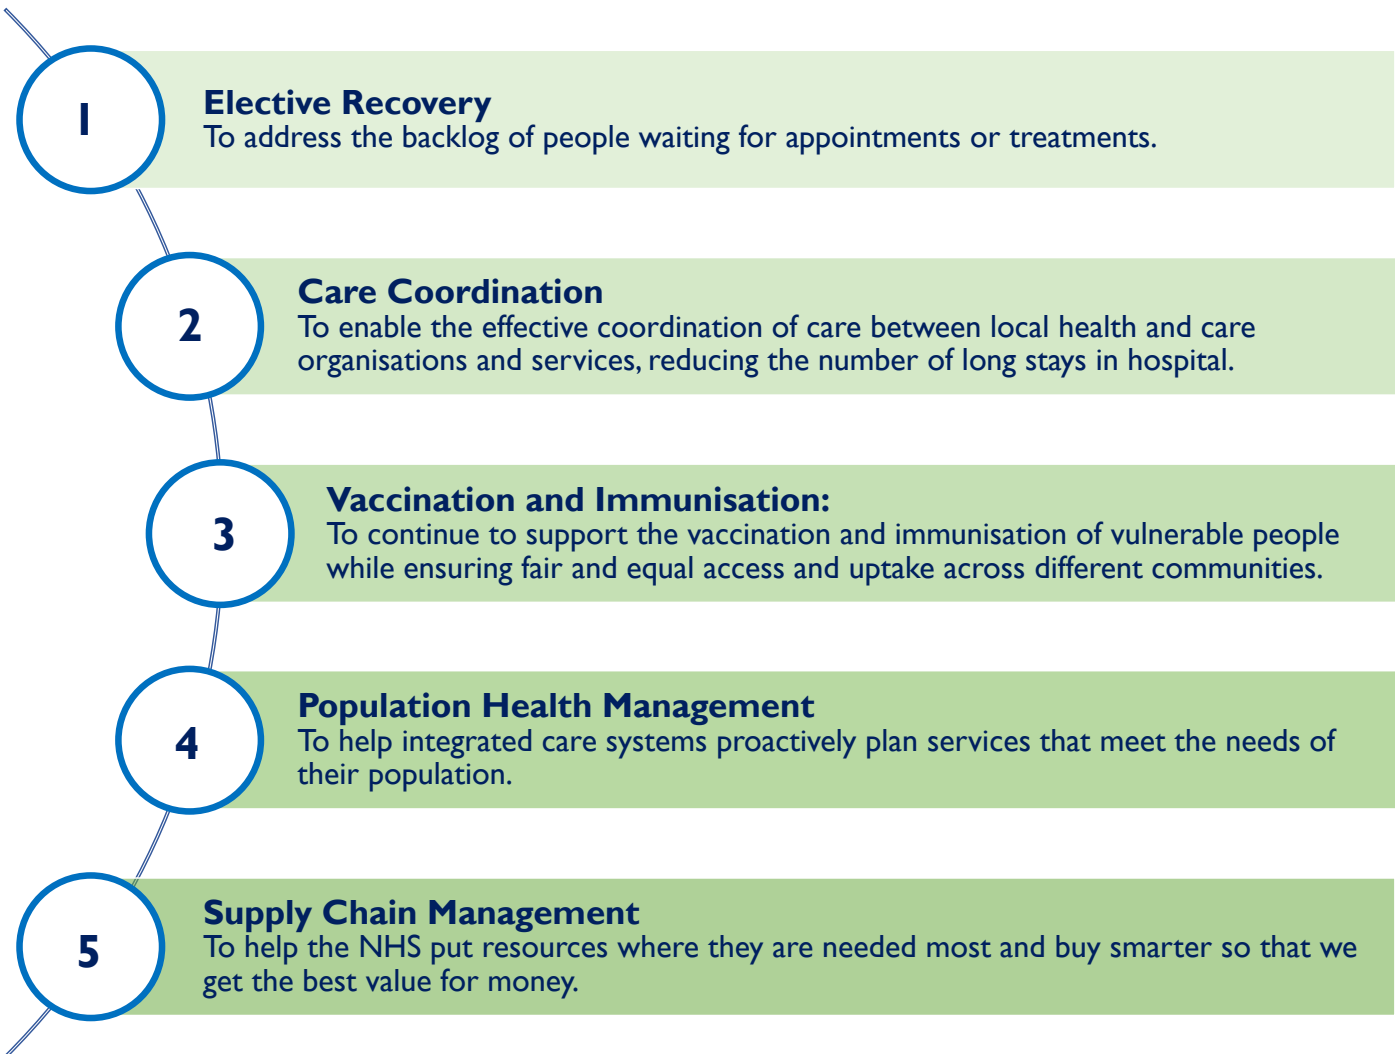 1
Elective Recovery
To address the backlog of people waiting for appointments or treatments.
2
Care Coordination
To enable the effective coordination of care between local health and care
organisations and services, reducing the number of long stays in hospital.
3
Vaccination and Immunisation:
To continue to support the vaccination and immunisation of vulnerable people
while ensuring fair and equal access and uptake across different communities.
4
Population Health Management
To help integrated care systems proactively plan services that meet the needs of
their population.
5
Supply Chain Management
To help the NHS put resources where they are needed most and buy smarter so that we
get the best value for money.